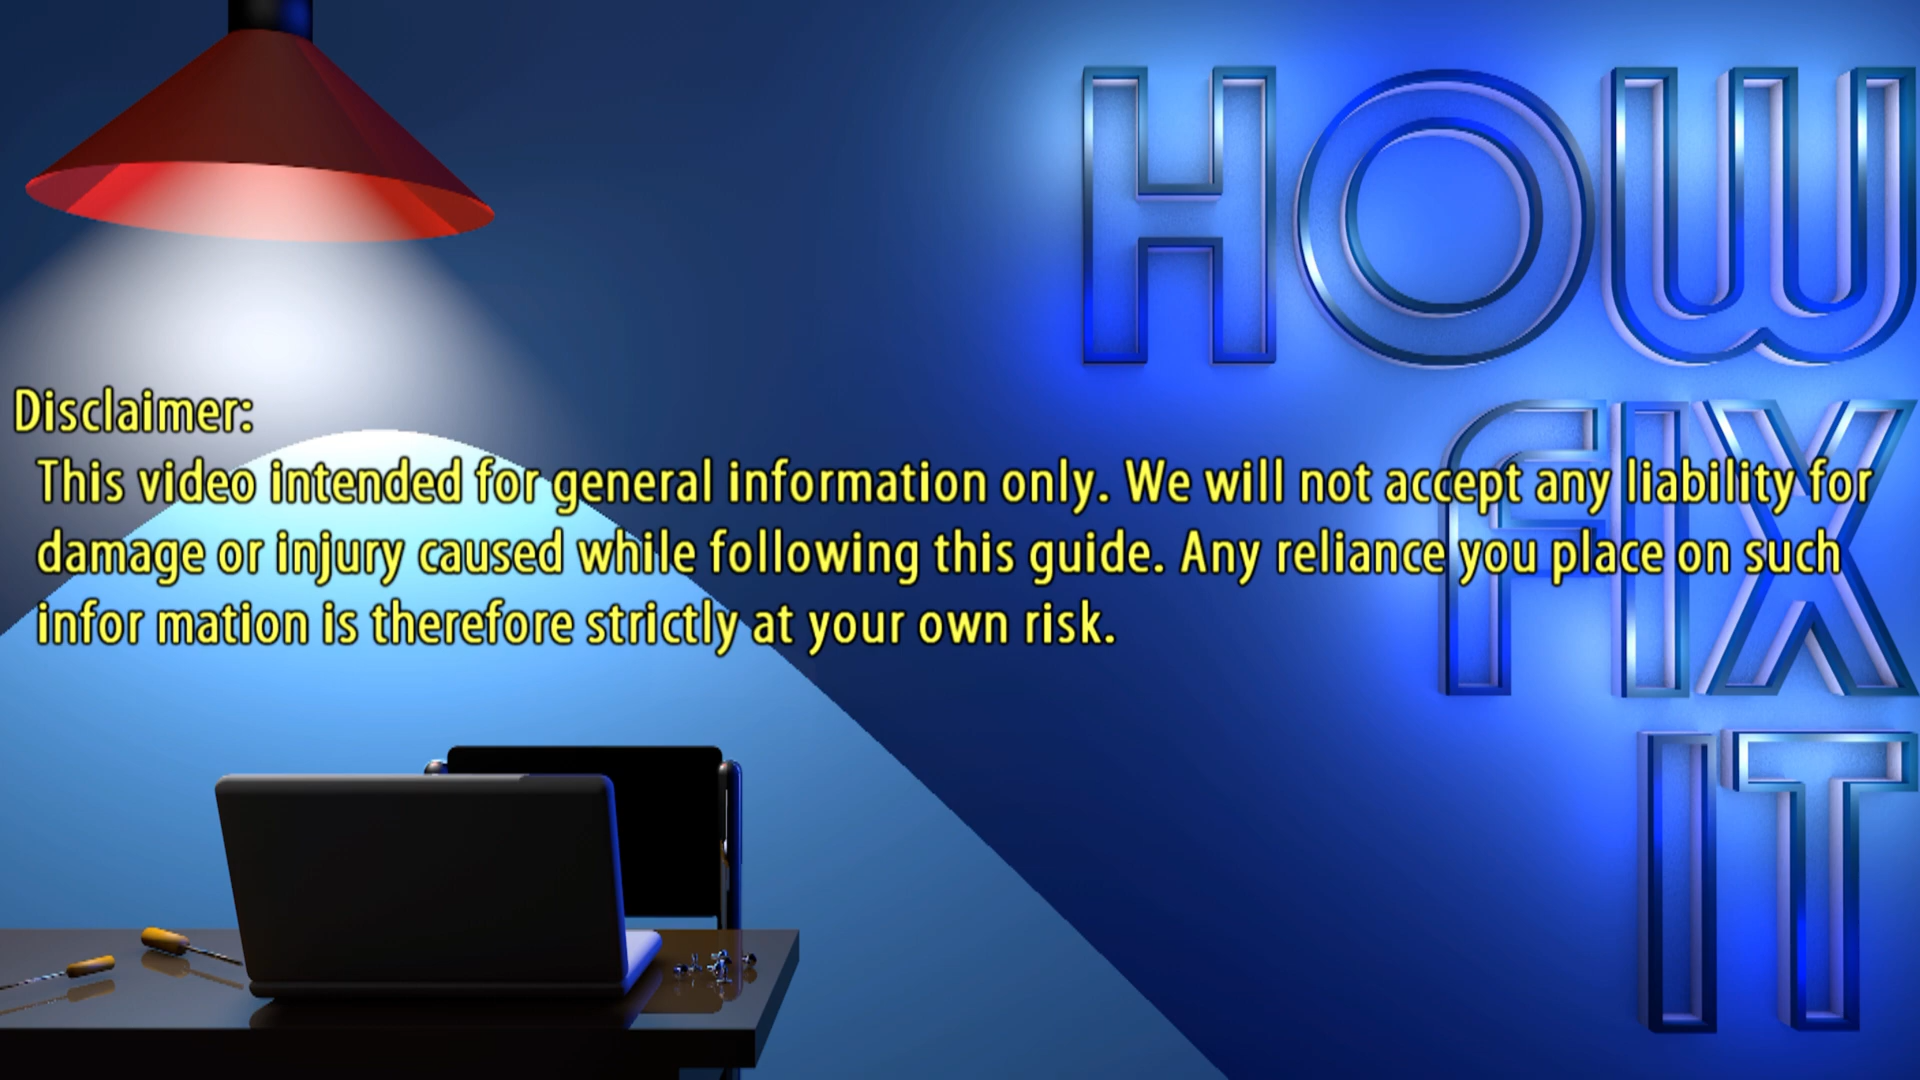 HOW
FIX
IT
Disclaimer:
This video intended for general information only. We will not accept any liability for
damage or injury caused while following this guide. Any reliance you place on such
infor mation is therefore strictly at your own risk.